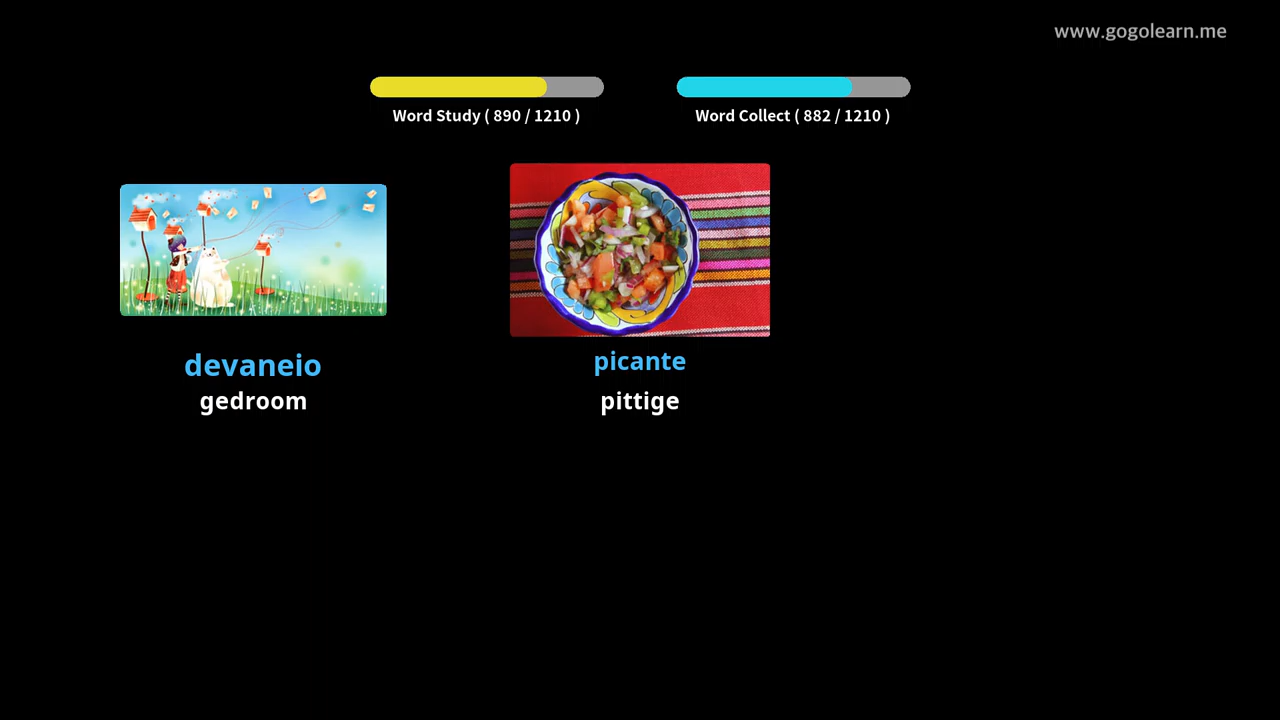 www.gogolearn.me
Word Study ( 890 / 1210 )
Word Collect ( 882 / 1210 )
devaneio
gedroom
picante
pittige